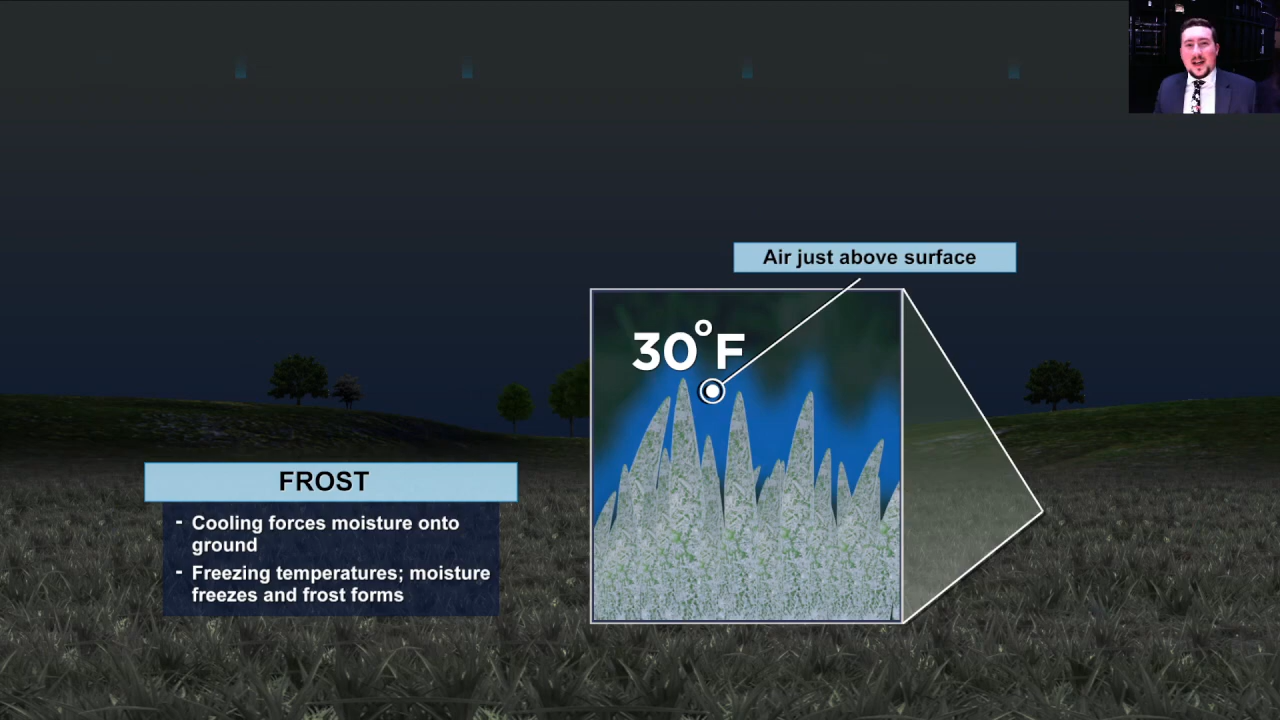 Air just above surface
30°F
FROST
- Cooling forces moisture onto
ground
- Freezing temperatures; moisture
freezes and frost forms